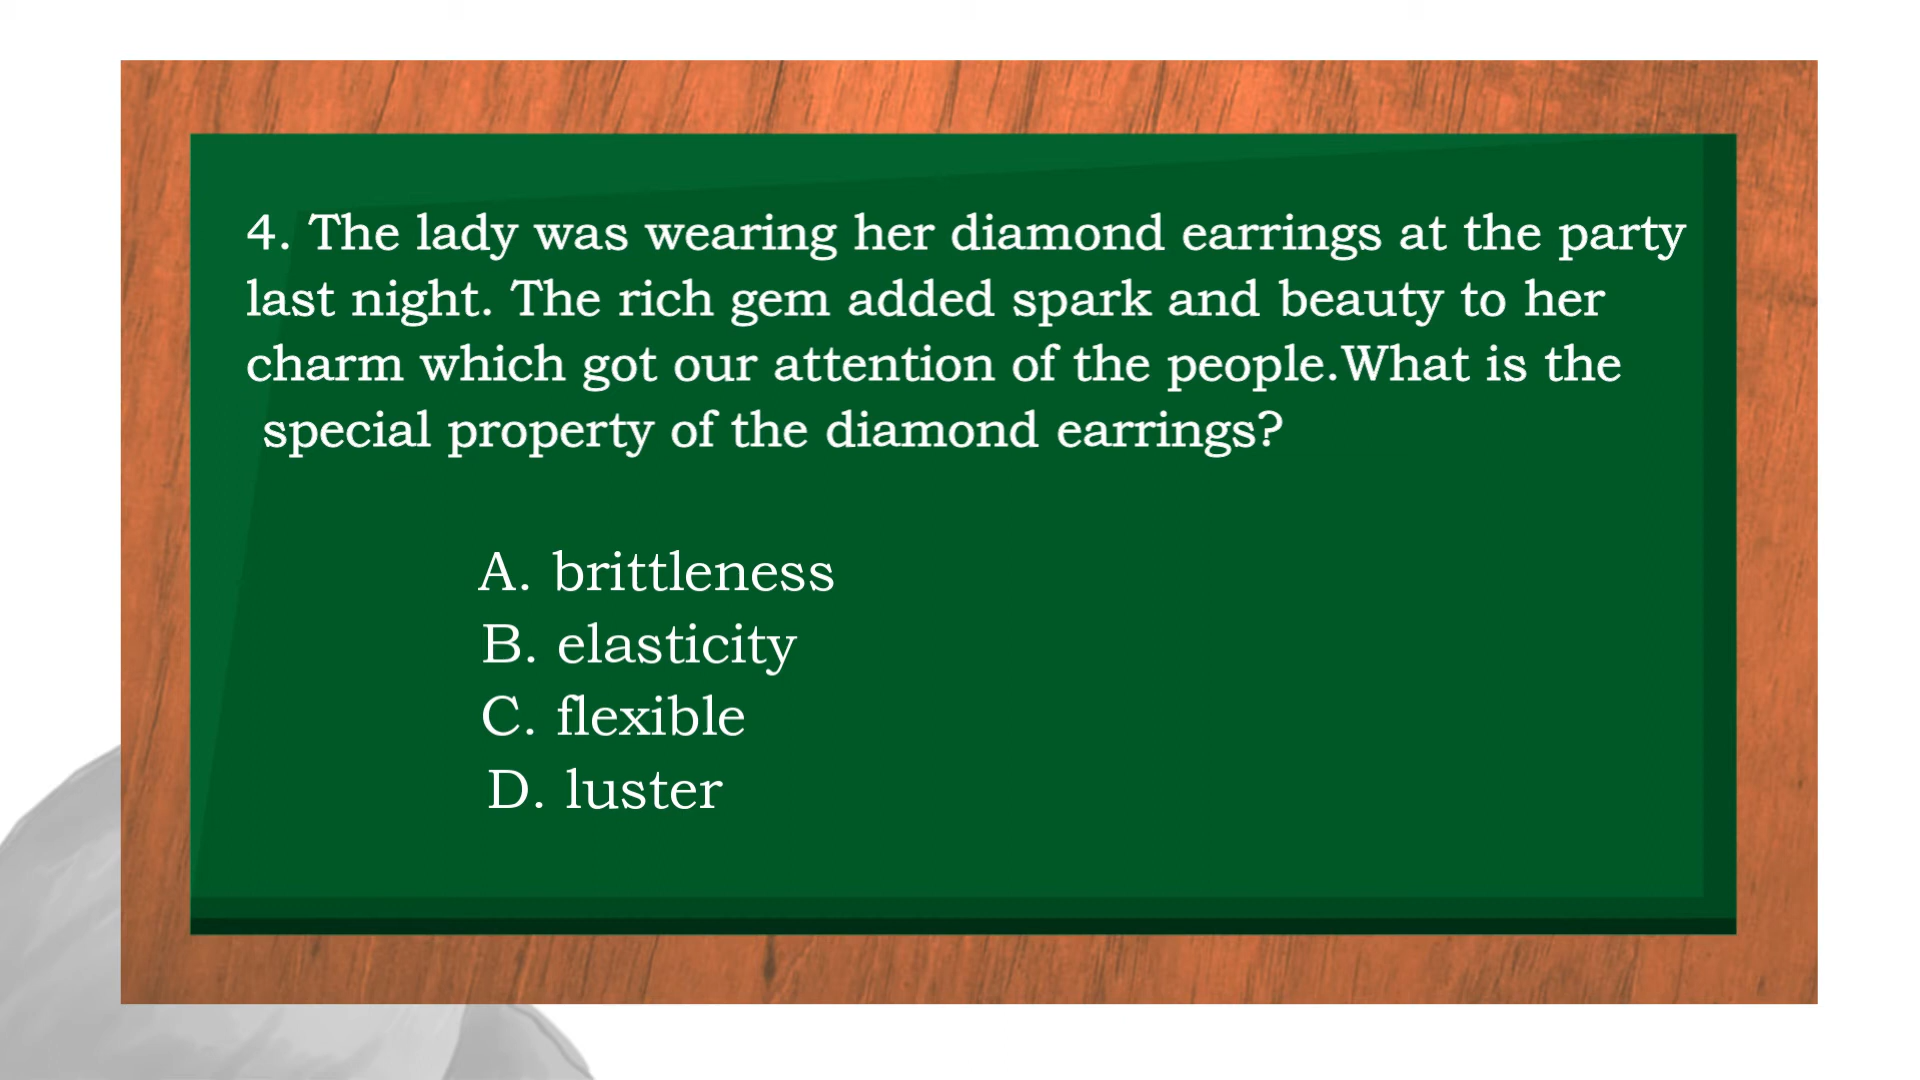 4. The lady was wearing her diamond earrings at the party
last night. The rich gem added spark and beauty to her
charm which got our attention of the people.What is the
special property of the diamond earrings?
A. brittleness
B. elasticity
C. flexible
D. luster